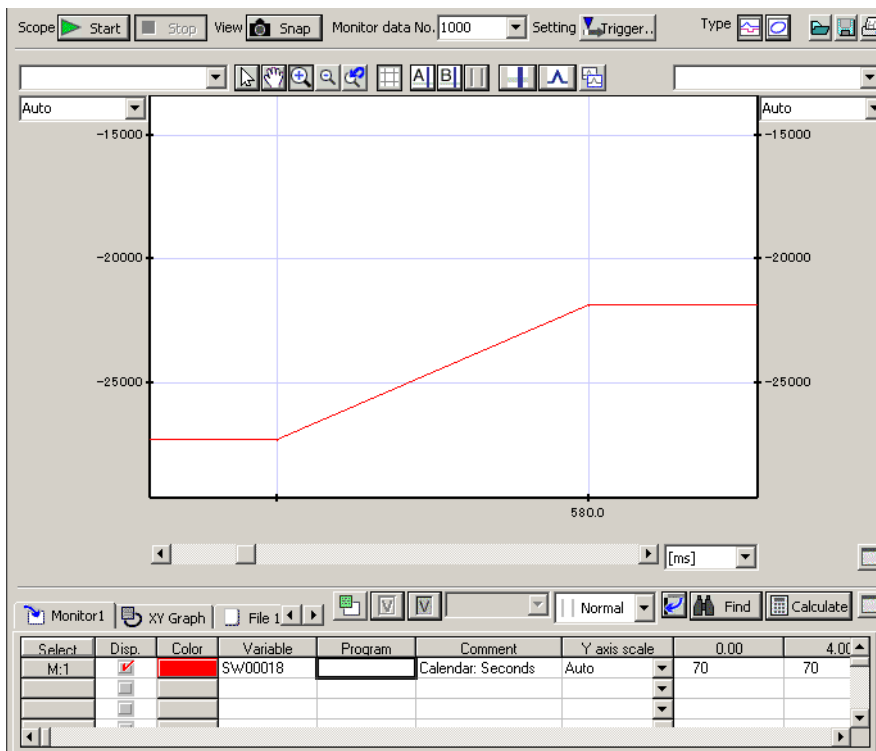 Scope Start Stop View Snap Monitor data No. 1000 Setting Trigger.. Type
A B
Auto Auto
-15000 -15000
-20000 -20000
-25000 -25000
580.0
[ms]
Monitor1 XY Graph File 1 V V Normal Find Calculate
Select Disp. Color Variable Program Comment Y axis scale 0.00 4.00
M:1 SW00018 Calendar: Seconds Auto 70 70